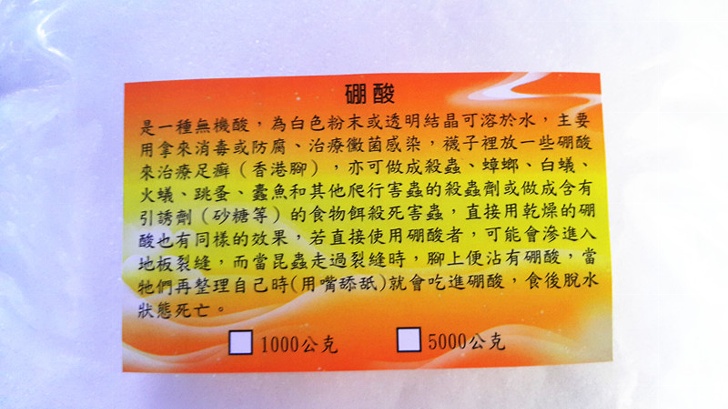 硼酸
是一種無機酸，為白色粉末或透明結晶可溶於水，主要
用拿來消毒或防腐、治療黴菌感染，襪子裡放一些硼酸
來治療足癬（香港腳），亦可做成殺蟲、蟑螂、白蟻、
火蟻、跳蚤、蠹魚和其他爬行害蟲的殺蟲劑或做成含有
引誘劑（砂糖等）的食物餌殺死害蟲，直接用乾燥的硼
酸也有同樣的效果，若直接使用硼酸者，可能會滲進入
地板裂縫，而當昆蟲走過裂縫時，腳上便沾有硼酸，當
牠們再整理自己時(用嘴舔舐)就會吃進硼酸，食後脫水
狀態死亡。
1000公克 5000公克